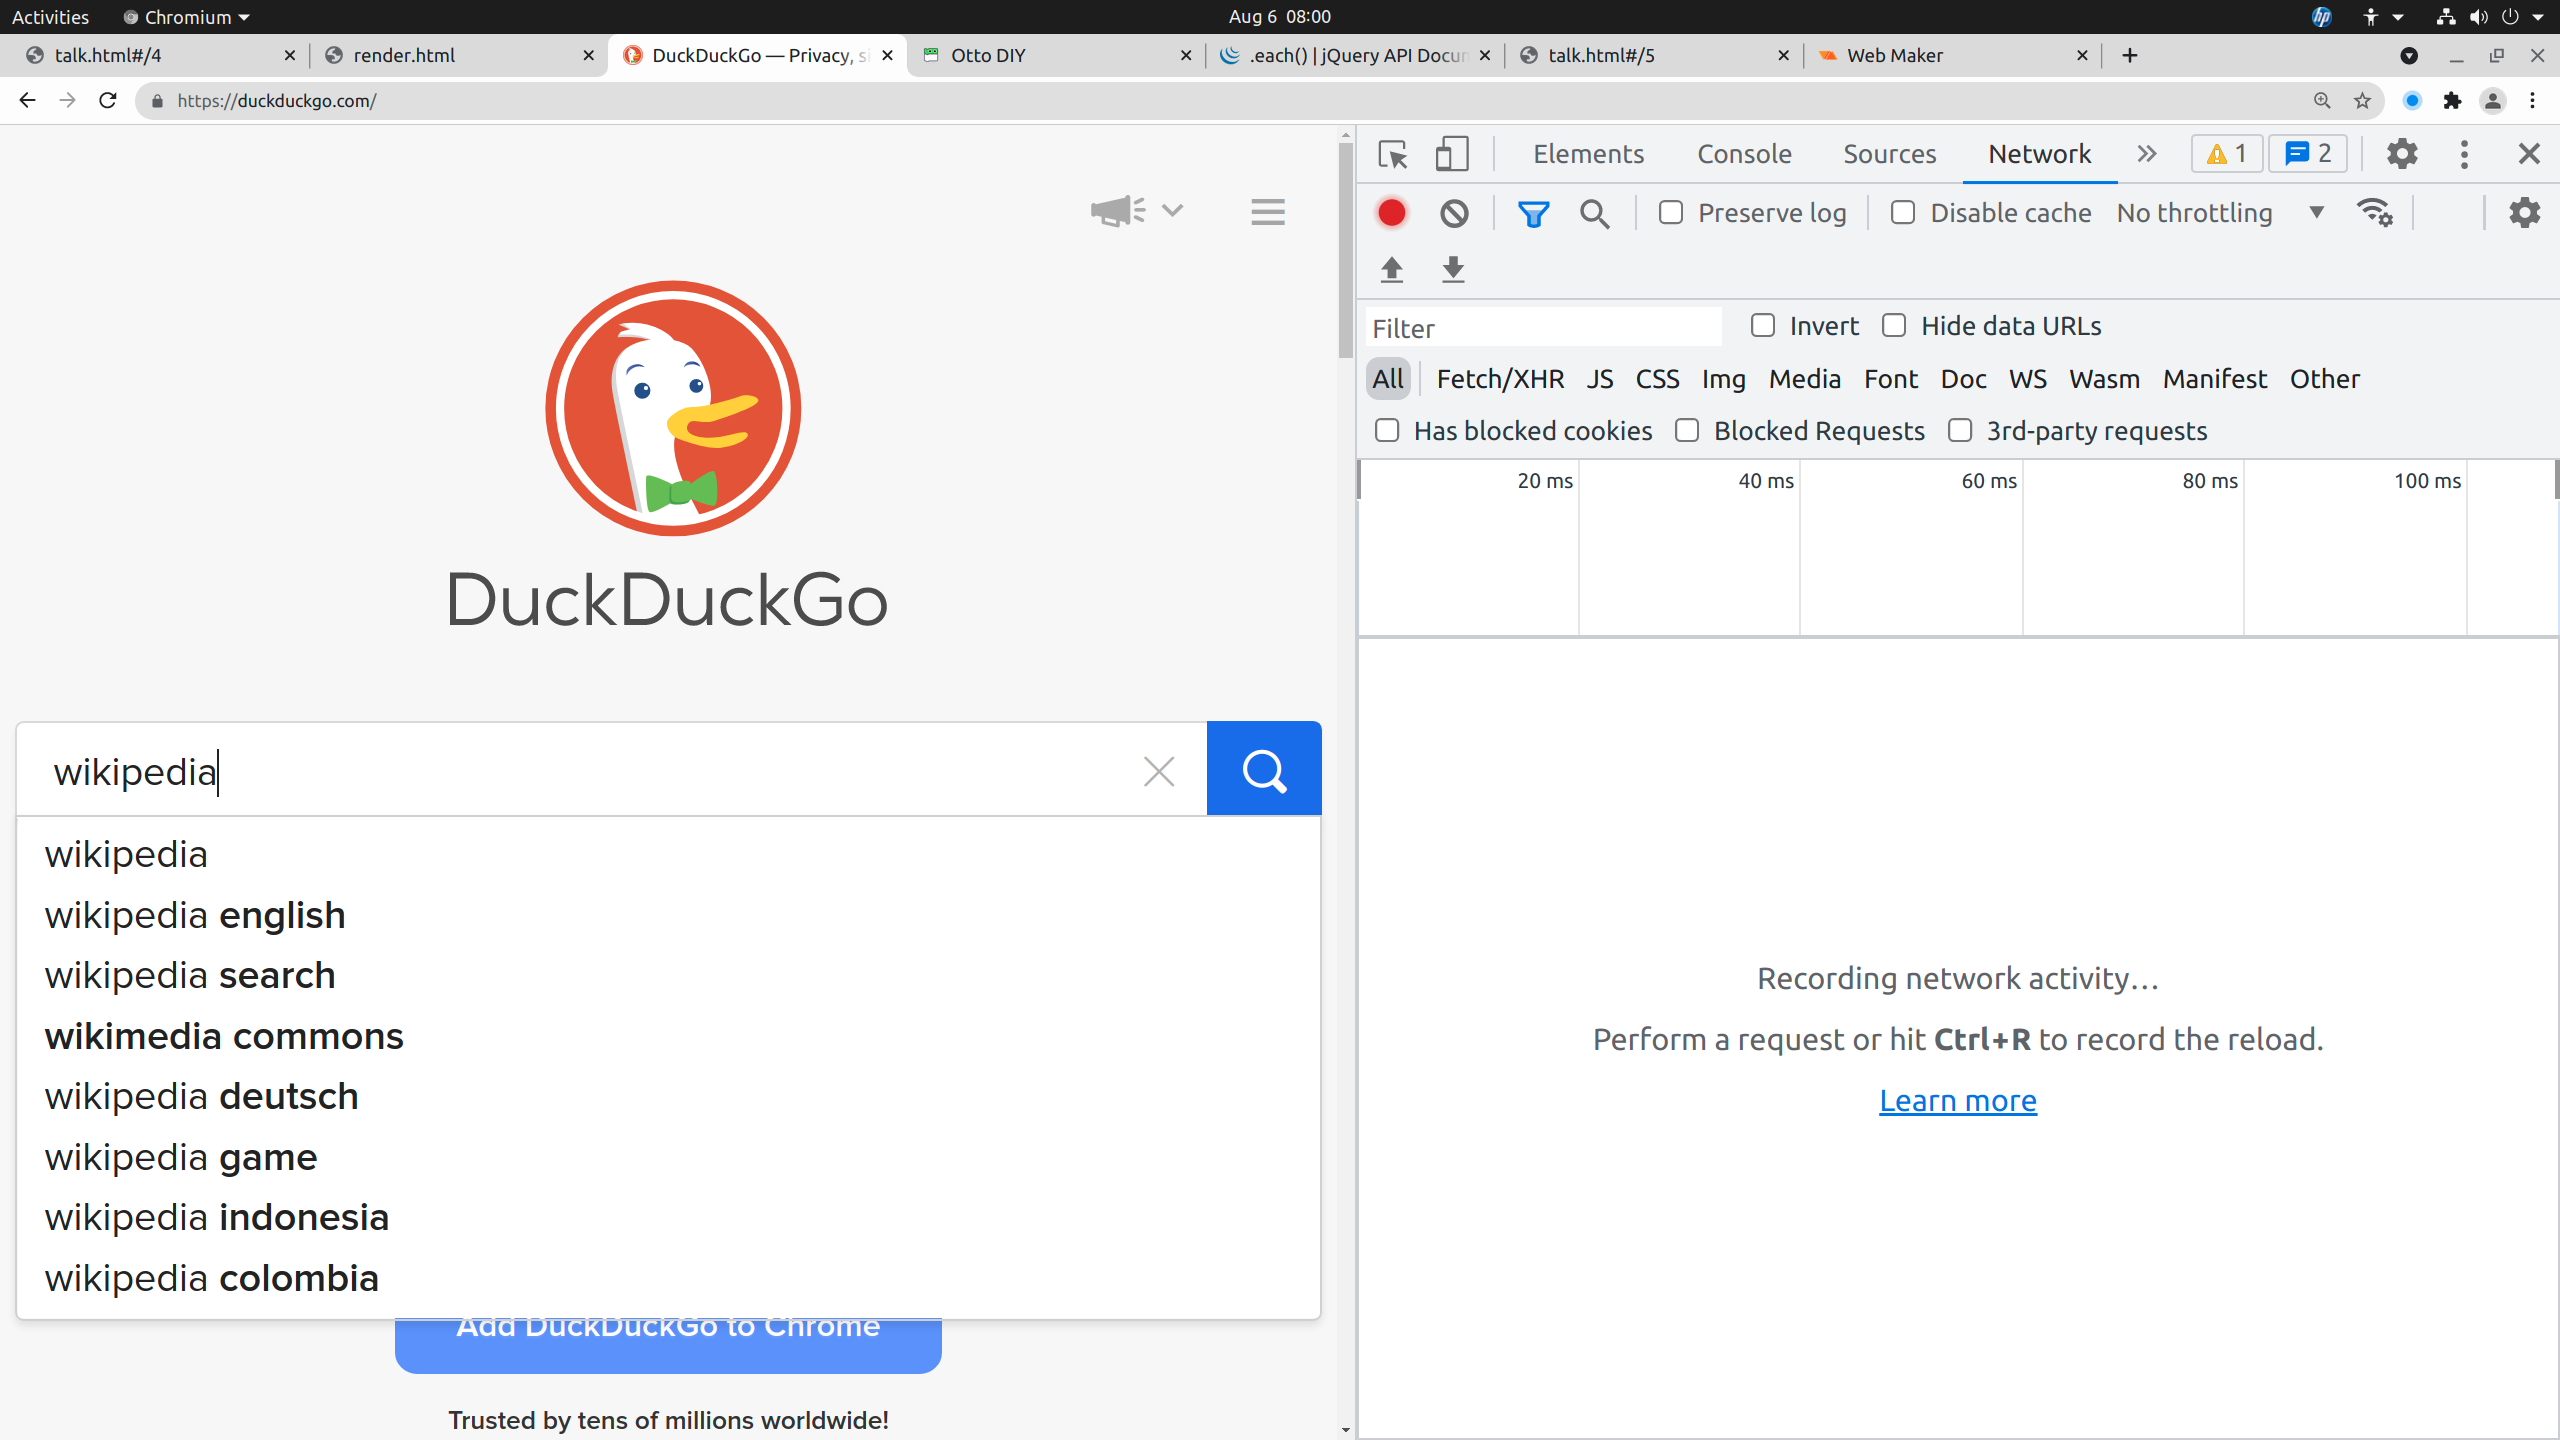 Activities Chromium Aug 6 08:00
talk.html#/4 render.html DuckDuckGo — Privacy, Otto DIY .each() | jQuery API talk.html#/5 Web Maker
https://duckduckgo.com/
Elements Console Sources Network 1 2
Preserve log Disable cache No throttling
Filter Invert Hide data URLs
All Fetch/XHR JS CSS Img Media Font Doc WS Wasm Manifest Other
Has blocked cookies Blocked Requests 3rd-party requests
20 ms 40 ms 60 ms 80 ms 100 ms
Recording network activity…
Perform a request or hit Ctrl+R to record the reload.
Learn more
DuckDuckGo
wikipedia
wikipedia
wikipedia english
wikipedia search
wikimedia commons
wikipedia deutsch
wikipedia game
wikipedia indonesia
wikipedia colombia
Add DuckDuckGo to Chrome
Trusted by tens of millions worldwide!